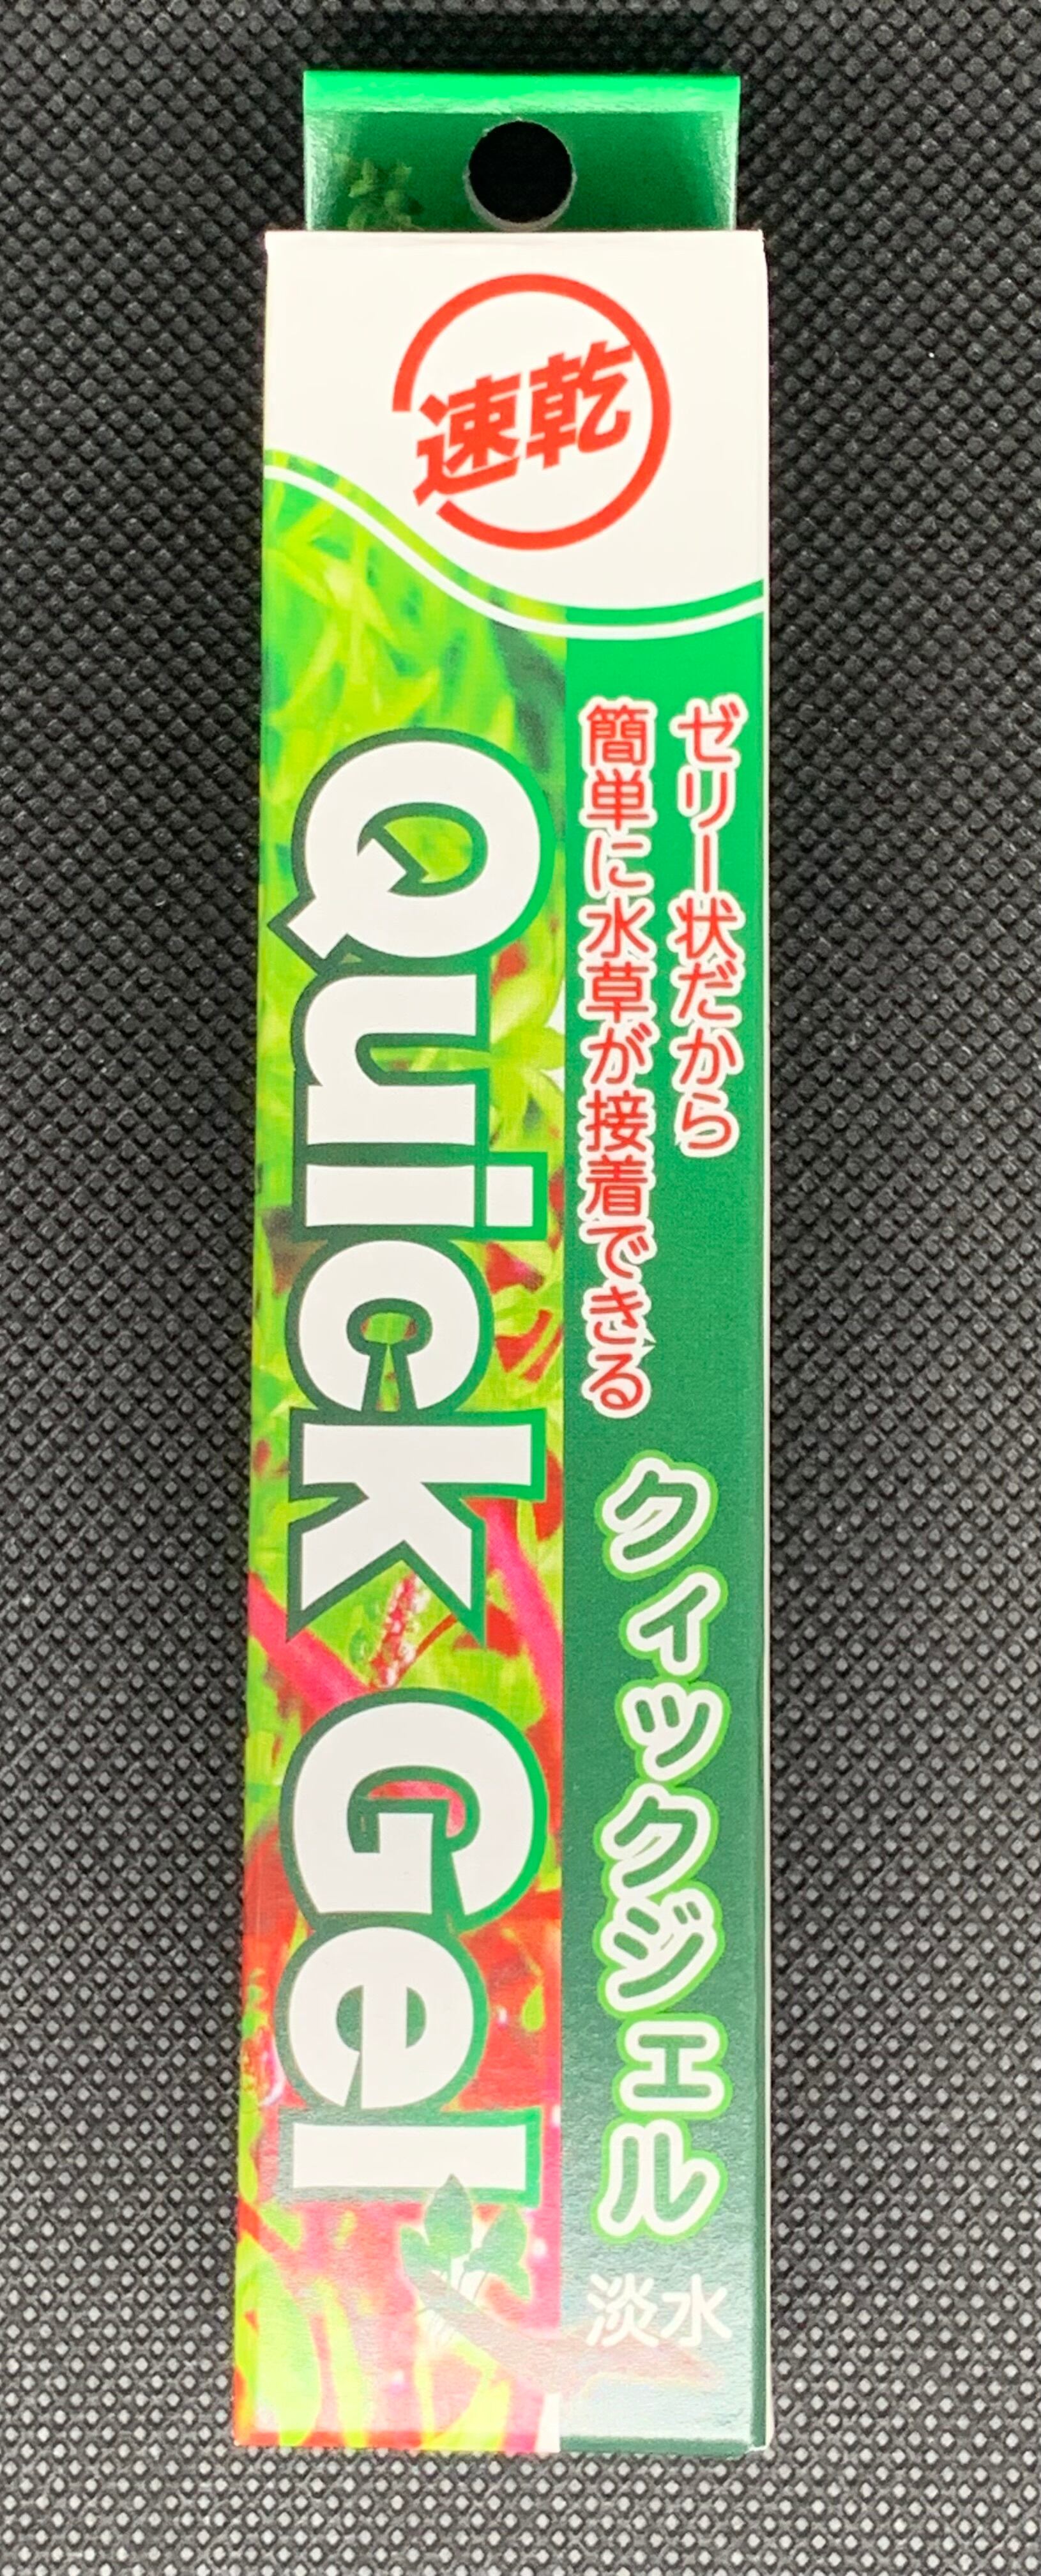 速乾
ゼリー状だから
簡単に水草が接着できる
クィックジェル
Quick Gel
淡水